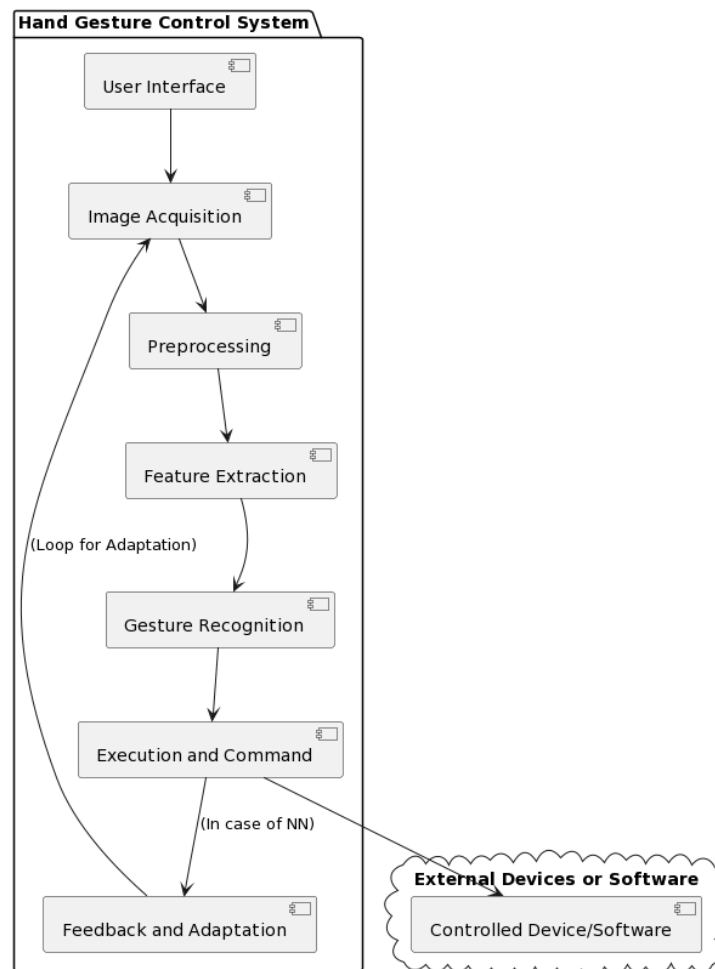 Hand Gesture Control System
User Interface
Image Acquisition
Preprocessing
Feature Extraction
(Loop for Adaptation)
Gesture Recognition
Execution and Command
(In case of NN)
External Devices or Software
Feedback and Adaptation
Controlled Device/Software